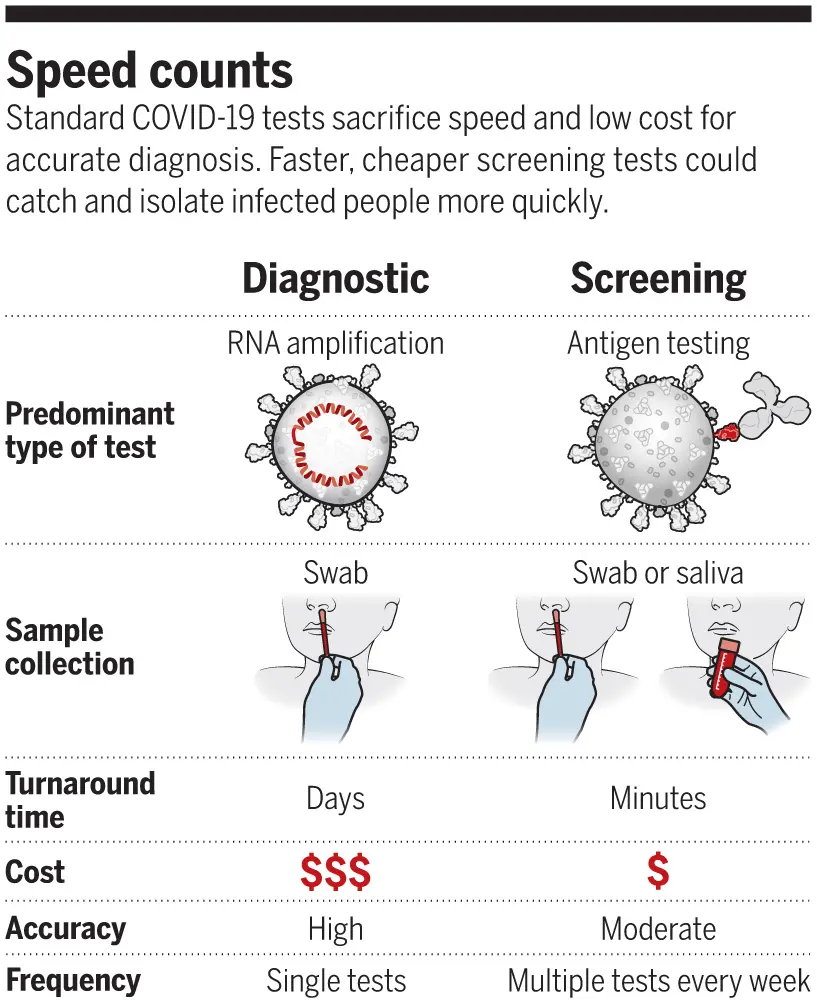 Speed counts
Standard COVID-19 tests sacrifice speed and low cost for
accurate diagnosis. Faster, cheaper screening tests could
catch and isolate infected people more quickly.
Diagnostic Screening
RNA amplification Antigen testing
Predominant
type of test
Swab Swab or saliva
Sample
collection
Turnaround
time
Days Minutes
Cost $$$ $
Accuracy High Moderate
Frequency Single tests Multiple tests every week